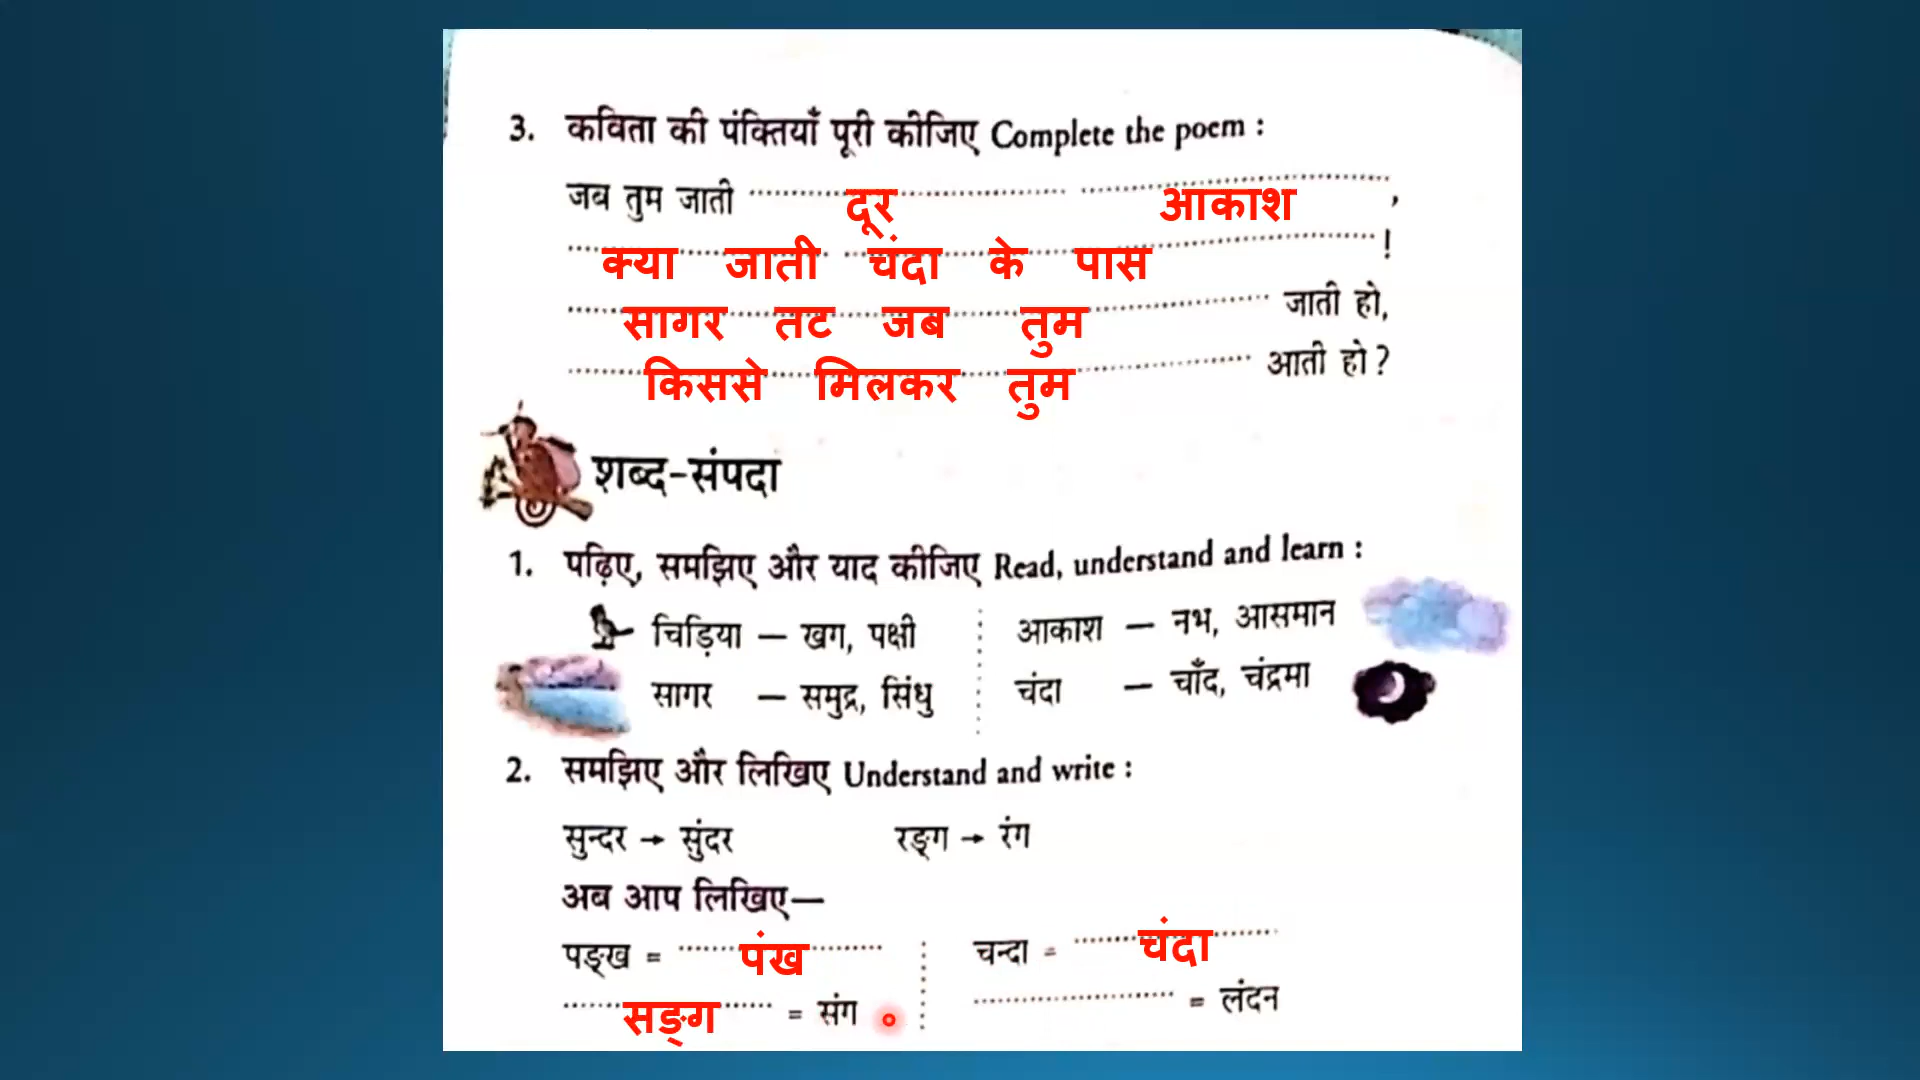 3. कविता की पंक्तियाँ पूरी कीजिए Complete the poem :
जब तुम जाती दूर आकाश ,
क्या जाती चंदा के पास !
सागर तट जब तुम जाती हो,
किससे मिलकर तुम आती हो ?
शब्द-संपदा
1. पढ़िए, समझिए और याद कीजिए Read, understand and learn :
चिड़िया — खग, पक्षी आकाश — नभ, आसमान
सागर — समुद्र, सिंधु चंदा — चाँद, चंद्रमा
2. समझिए और लिखिए Understand and write :
सुन्दर → सुंदर रङ्ग → रंग
अब आप लिखिए—
पङ्ख = पंख चन्दा = चंदा
सङ्ग = संग = लंदन